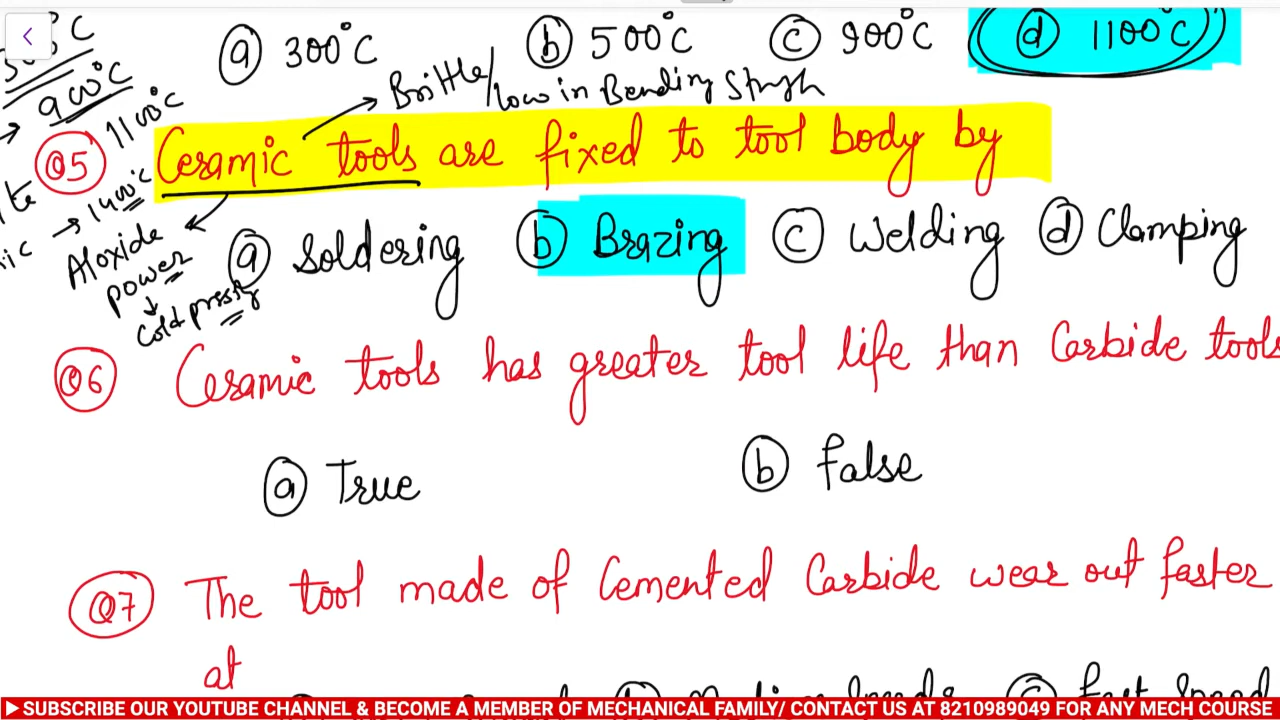 ⓐ 300°C ⓑ 500°C ⓒ 900°C ⓓ 1100°C
900°C
1100°C
Brittle/
low in Bending
Q5 Ceramic tools are fixed to tool body by
1400°C
Aloxide
power
cold pressing
ⓐ Soldering ⓑ Brazing ⓒ Welding ⓓ Clamping
Q6 Ceramic tools has greater tool life than Carbide tools
ⓐ True ⓑ False
Q7 The tool made of Cemented Carbide wear out faster
at
▶ SUBSCRIBE OUR YOUTUBE CHANNEL & BECOME A MEMBER OF MECHANICAL FAMILY/ CONTACT US AT 8210989049 FOR ANY MECH COURSE